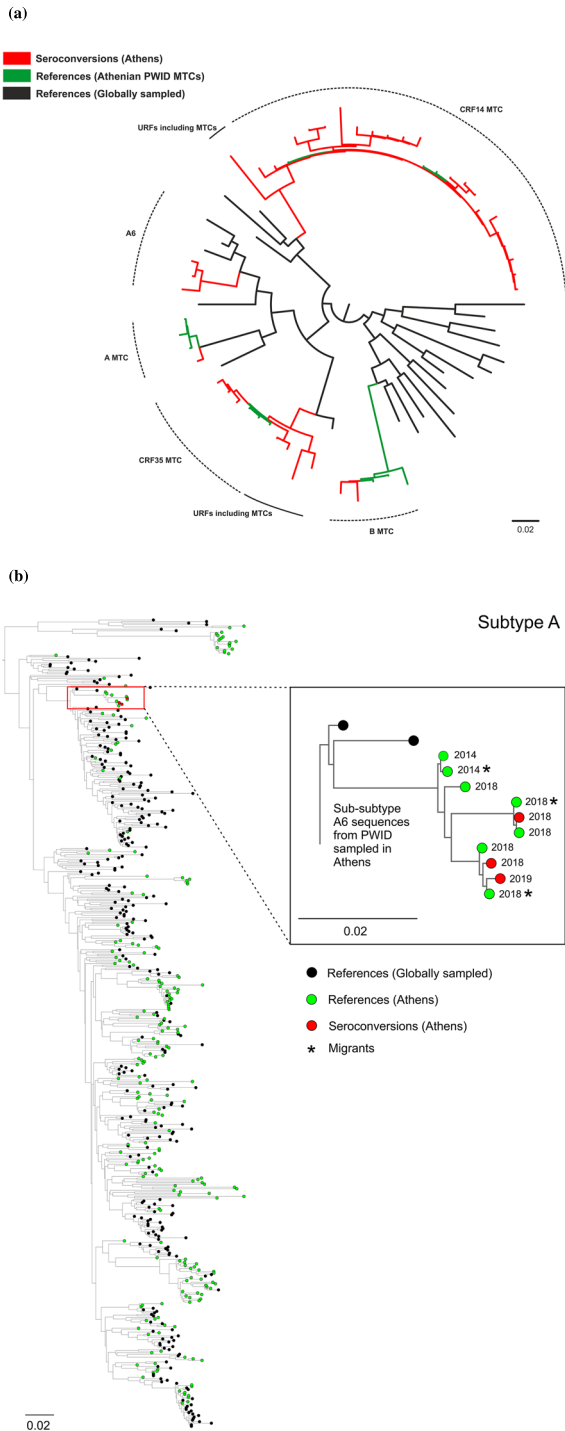 (a)
Seroconversions (Athens)
References (Athenian PWID MTCs)
References (Globally sampled)
CRF14 MTC
URFs including MTCs
A6
A MTC
CRF35 MTC
URFs including MTCs
B MTC
0.02
(b)
Subtype A
2014
2014 *
2018
2018 *
2018
2018
2018
2018
2019
2018 *
Sub-subtype
A6 sequences
from PWID
sampled in
Athens
0.02
References (Globally sampled)
References (Athens)
Seroconversions (Athens)
* Migrants
0.02